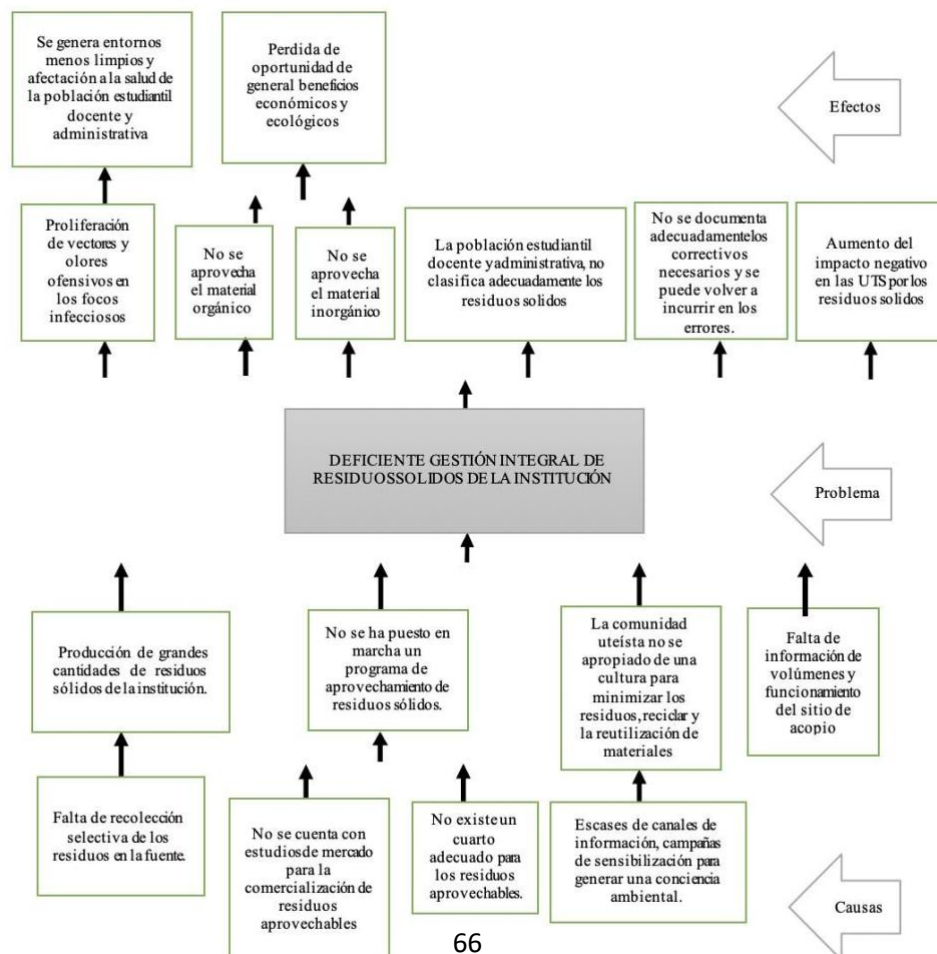 Se genera entornos
menos limpios y
afectación a la salud de
la población estudiantil
docente y
administrativa
Perdida de
oportunidad de
general beneficios
económicos y
ecológicos
Efectos
Proliferación
de vectores y
olores
ofensivos en
los focos
infecciosos
No se
aprovecha
el material
orgánico
No se
aprovecha
el material
inorgánico
La población estudiantil
docente y administrativa, no
clasifica adecuadamente los
residuos solidos
No se documenta
adecuadamente los
correctivos
necesarios y se
puede volver a
incurrir en los
errores.
Aumento del
impacto negativo
en las UTS por los
residuos solidos
DEFICIENTE GESTIÓN INTEGRAL DE
RESIDUOS SOLIDOS DE LA INSTITUCIÓN
Problema
Producción de grandes
cantidades de residuos
sólidos de la institución.
No se ha puesto en
marcha un
programa de
aprovechamiento de
residuos sólidos.
La comunidad
uteísta no se
apropiado de una
cultura para
minimizar los
residuos, reciclar y
la reutilización de
materiales
Falta de
información de
volúmenes y
funcionamiento
del sitio de
acopio
Falta de recolección
selectiva de los
residuos en la fuente.
No se cuenta con
estudios de mercado
para la
comercialización de
residuos
aprovechables
No existe un
cuarto
adecuado para
los residuos
aprovechables.
Escases de canales de
información, campañas
de sensibilización para
generar una conciencia
ambiental.
Causas
66